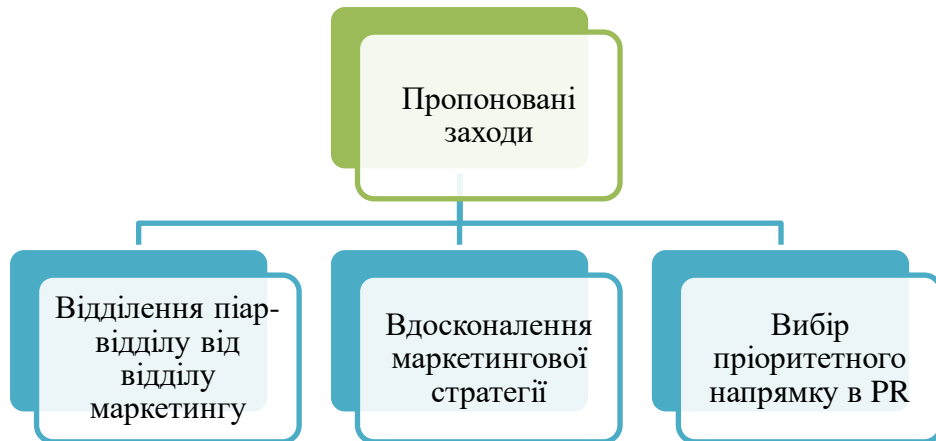 Пропоновані
заходи
Відділення піар-
відділу від
відділу
маркетингу
Вдосконалення
маркетингової
стратегії
Вибір
пріоритетного
напрямку в PR